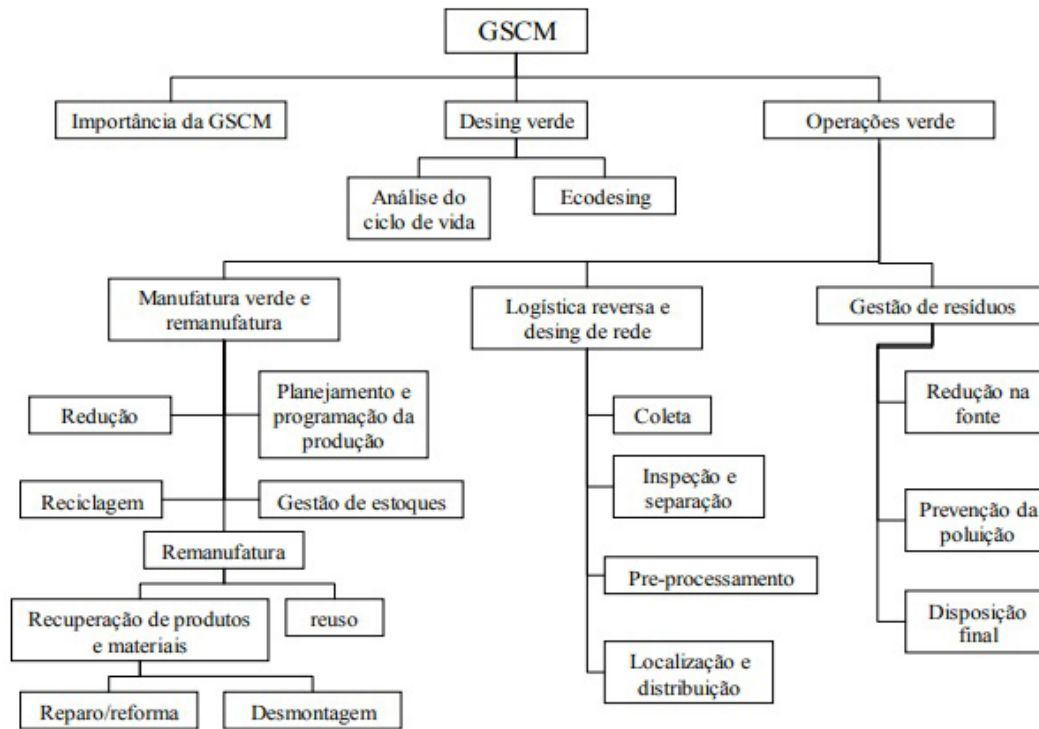 GSCM
Importância da GSCM
Desing verde
Operações verde
Análise do
ciclo de vida
Ecodesing
Manufatura verde e
remanufatura
Logística reversa e
desing de rede
Gestão de resíduos
Redução
Planejamento e
programação da
produção
Reciclagem
Gestão de estoques
Remanufatura
Recuperação de produtos
e materiais
reuso
Reparo/reforma
Desmontagem
Coleta
Inspeção e
separação
Pre-processamento
Localização e
distribuição
Redução na
fonte
Prevenção da
poluição
Disposição
final